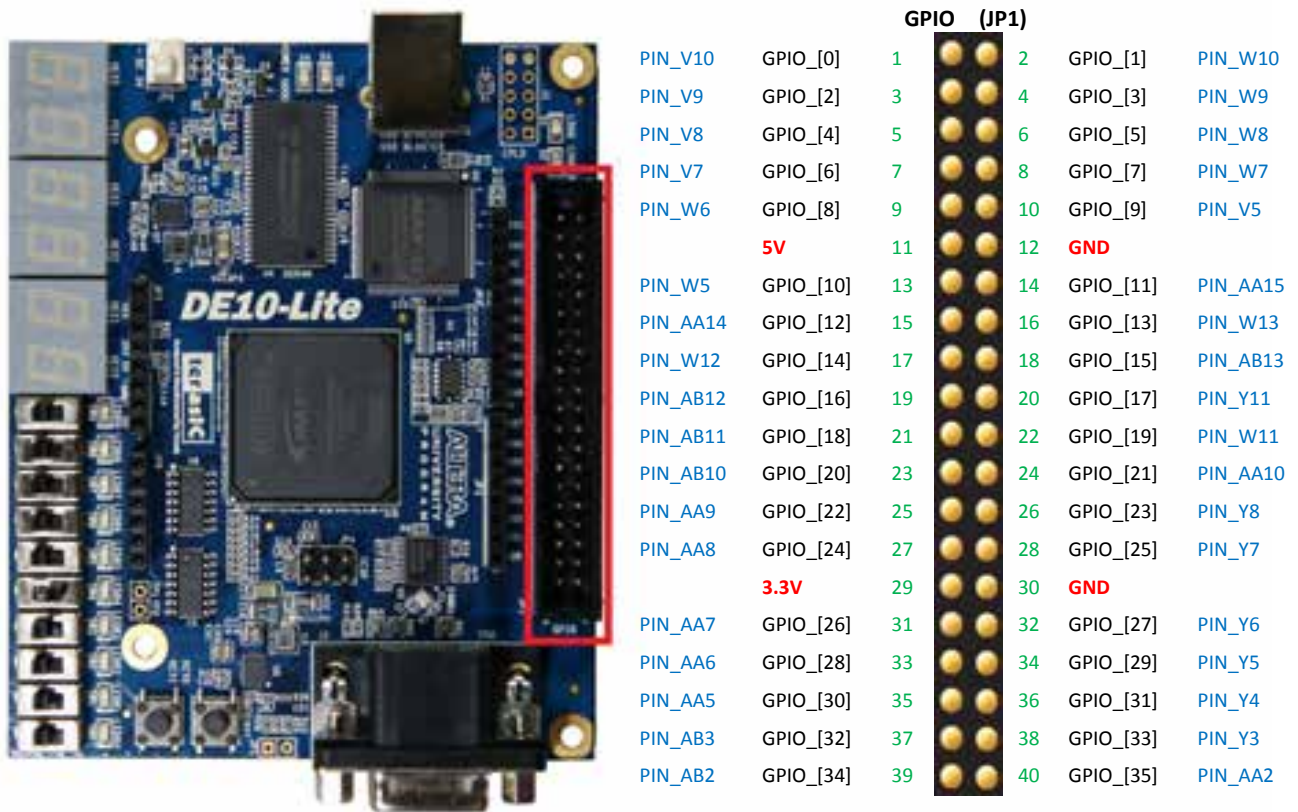 GPIO (JP1)
PIN_V10 GPIO_[0] 1 2 GPIO_[1] PIN_W10
PIN_V9 GPIO_[2] 3 4 GPIO_[3] PIN_W9
PIN_V8 GPIO_[4] 5 6 GPIO_[5] PIN_W8
PIN_V7 GPIO_[6] 7 8 GPIO_[7] PIN_W7
PIN_W6 GPIO_[8] 9 10 GPIO_[9] PIN_V5
5V 11 12 GND
PIN_W5 GPIO_[10] 13 14 GPIO_[11] PIN_AA15
PIN_AA14 GPIO_[12] 15 16 GPIO_[13] PIN_W13
PIN_W12 GPIO_[14] 17 18 GPIO_[15] PIN_AB13
PIN_AB12 GPIO_[16] 19 20 GPIO_[17] PIN_Y11
PIN_AB11 GPIO_[18] 21 22 GPIO_[19] PIN_W11
PIN_AB10 GPIO_[20] 23 24 GPIO_[21] PIN_AA10
PIN_AA9 GPIO_[22] 25 26 GPIO_[23] PIN_Y8
PIN_AA8 GPIO_[24] 27 28 GPIO_[25] PIN_Y7
3.3V 29 30 GND
PIN_AA7 GPIO_[26] 31 32 GPIO_[27] PIN_Y6
PIN_AA6 GPIO_[28] 33 34 GPIO_[29] PIN_Y5
PIN_AA5 GPIO_[30] 35 36 GPIO_[31] PIN_Y4
PIN_AB3 GPIO_[32] 37 38 GPIO_[33] PIN_Y3
PIN_AB2 GPIO_[34] 39 40 GPIO_[35] PIN_AA2
DE10-Lite
terasIC
ALTERA
UNIVERSITY
PROGRAM
GPIO